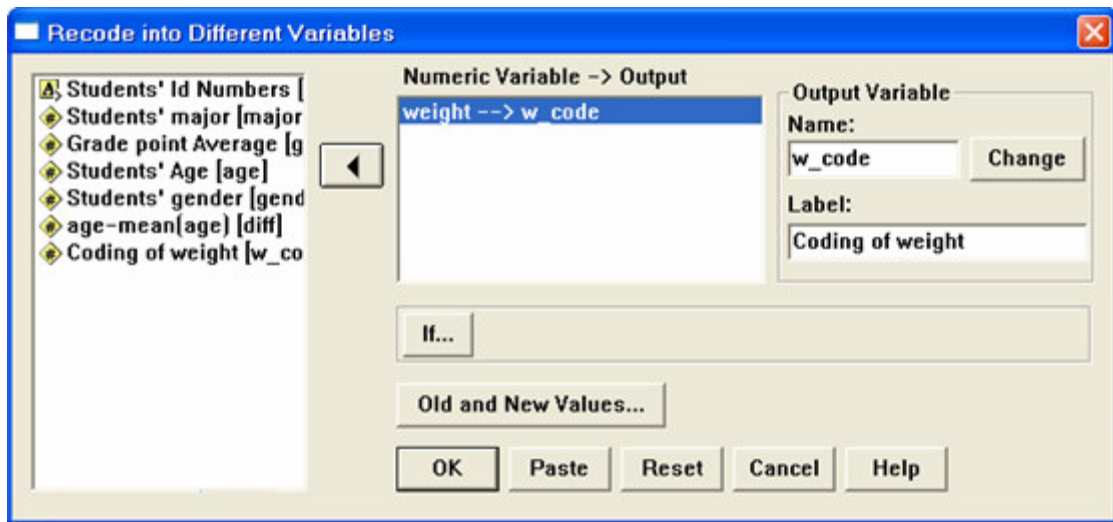 Recode into Different Variables
Students' Id Numbers [
Students' major [major
Grade point Average [g
Students' Age [age]
Students' gender [gend
age-mean(age) [diff]
Coding of weight [w_co
Numeric Variable -> Output
weight --> w_code
Output Variable
Name:
w_code
Change
Label:
Coding of weight
If...
Old and New Values...
OK
Paste
Reset
Cancel
Help